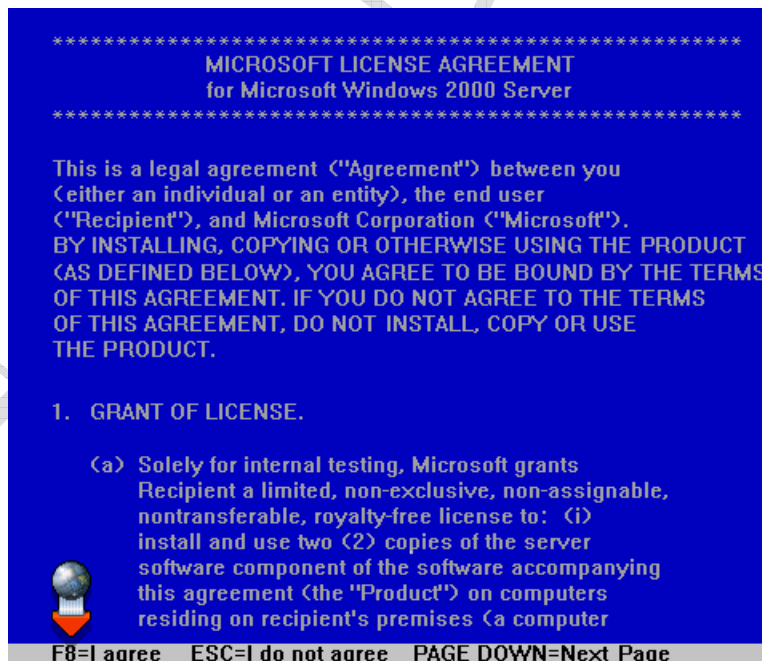 ******************************************************
MICROSOFT LICENSE AGREEMENT
for Microsoft Windows 2000 Server
******************************************************
This is a legal agreement ("Agreement") between you
(either an individual or an entity), the end user
("Recipient"), and Microsoft Corporation ("Microsoft").
BY INSTALLING, COPYING OR OTHERWISE USING THE PRODUCT
(AS DEFINED BELOW), YOU AGREE TO BE BOUND BY THE TERMS
OF THIS AGREEMENT. IF YOU DO NOT AGREE TO THE TERMS
OF THIS AGREEMENT, DO NOT INSTALL, COPY OR USE
THE PRODUCT.
1. GRANT OF LICENSE.
(a) Solely for internal testing, Microsoft grants
Recipient a limited, non-exclusive, non-assignable,
nontransferable, royalty-free license to: (i)
install and use two (2) copies of the server
software component of the software accompanying
this agreement (the "Product") on computers
residing on recipient's premises (a computer
F8=I agree ESC=I do not agree PAGE DOWN=Next Page